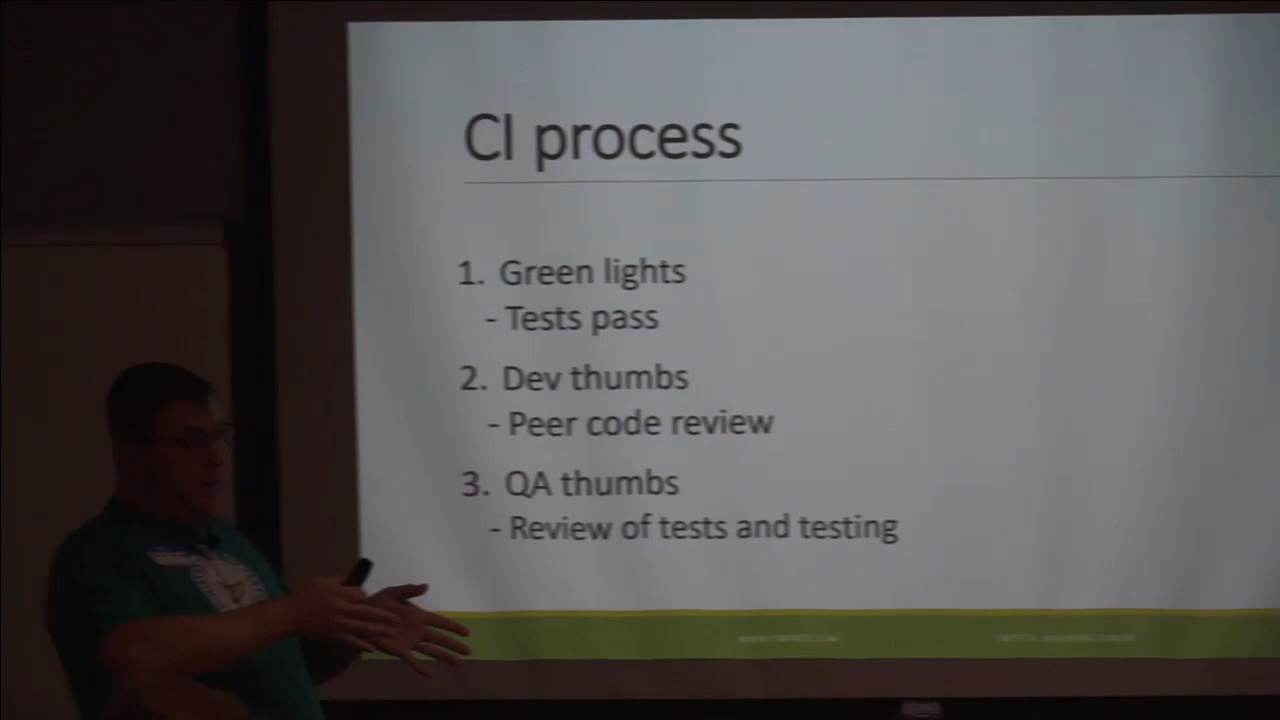 CI process
1. Green lights
- Tests pass
2. Dev thumbs
- Peer code review
3. QA thumbs
- Review of tests and testing